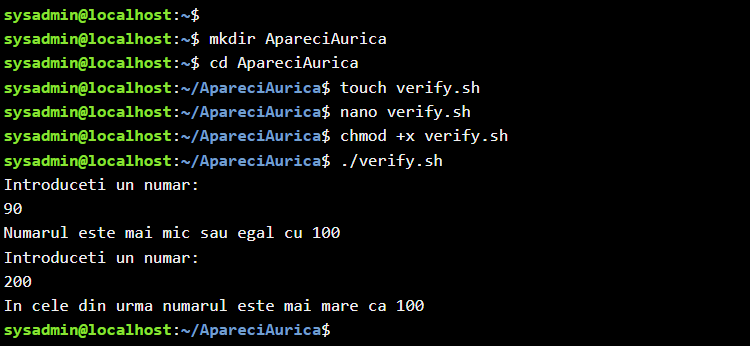 sysadmin@localhost:~$
sysadmin@localhost:~$ mkdir ApareciAurica
sysadmin@localhost:~$ cd ApareciAurica
sysadmin@localhost:~/ApareciAurica$ touch verify.sh
sysadmin@localhost:~/ApareciAurica$ nano verify.sh
sysadmin@localhost:~/ApareciAurica$ chmod +x verify.sh
sysadmin@localhost:~/ApareciAurica$ ./verify.sh
Introduceti un numar:
90
Numarul este mai mic sau egal cu 100
Introduceti un numar:
200
In cele din urma numarul este mai mare ca 100
sysadmin@localhost:~/ApareciAurica$